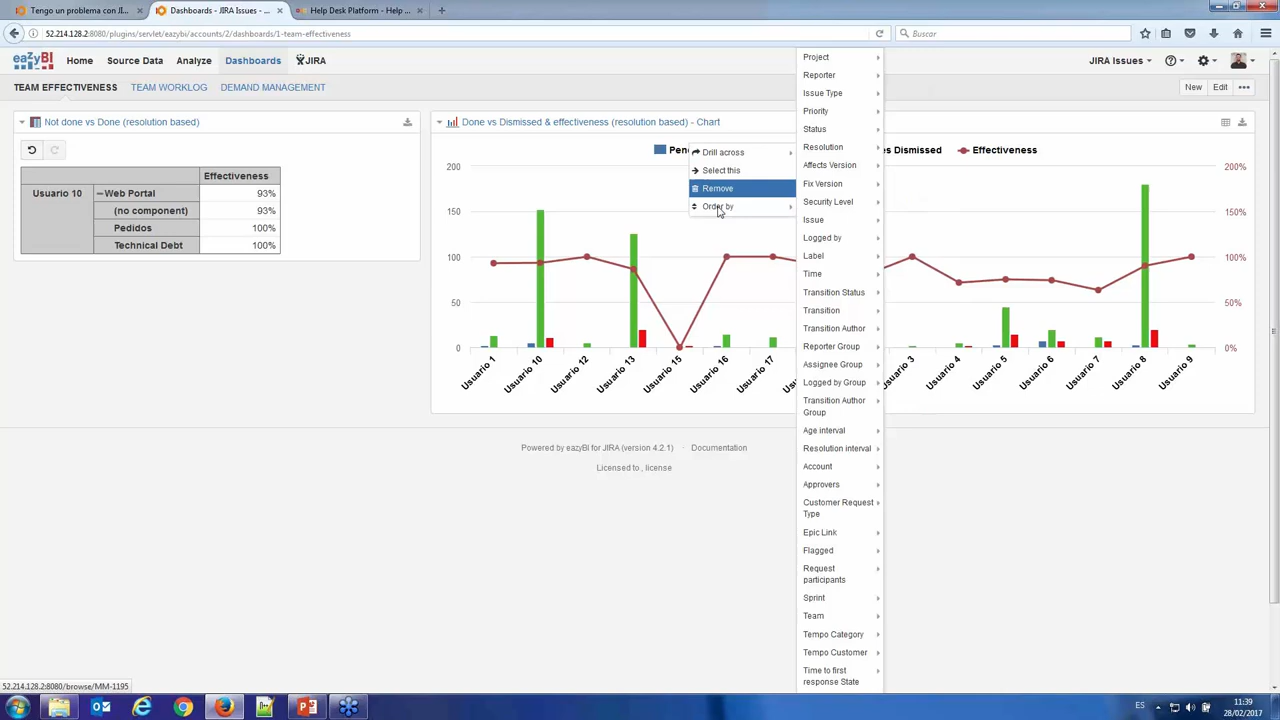 Tengo un problema con JI...
Dashboards - JIRA Issues - ...
Help Desk Platform - Help ...
52.214.128.2:8080/plugins/servlet/eazybi/accounts/2/dashboards/1-team-effectiveness
Buscar
eazyBI
Home
Source Data
Analyze
Dashboards
JIRA
JIRA Issues
TEAM EFFECTIVENESS
TEAM WORKLOG
DEMAND MANAGEMENT
New
Edit
Not done vs Done (resolution based)
Effectiveness
Usuario 10
Web Portal
93%
(no component)
93%
Pedidos
100%
Technical Debt
100%
Done vs Dismissed & effectiveness (resolution based) - Chart
es Dismissed
Effectiveness
200
150
100
50
0
200%
150%
100%
50%
0%
Usuario 1
Usuario 10
Usuario 12
Usuario 13
Usuario 15
Usuario 16
Usuario 17
Usuario 4
Usuario 5
Usuario 6
Usuario 7
Usuario 8
Usuario 9
Drill across
Select this
Remove
Order by
Project
Reporter
Issue Type
Priority
Status
Resolution
Affects Version
Fix Version
Security Level
Issue
Logged by
Label
Time
Transition Status
Transition
Transition Author
Reporter Group
Assignee Group
Logged by Group
Transition Author
Group
Age interval
Resolution interval
Account
Approvers
Customer Request
Type
Epic Link
Flagged
Request
participants
Sprint
Team
Tempo Category
Tempo Customer
Time to first
response State
Powered by eazyBI for JIRA (version 4.2.1) · Documentation
Licensed to , license
52.214.128.2:8080/browse/MM-1195
ES
11:39
28/02/2017